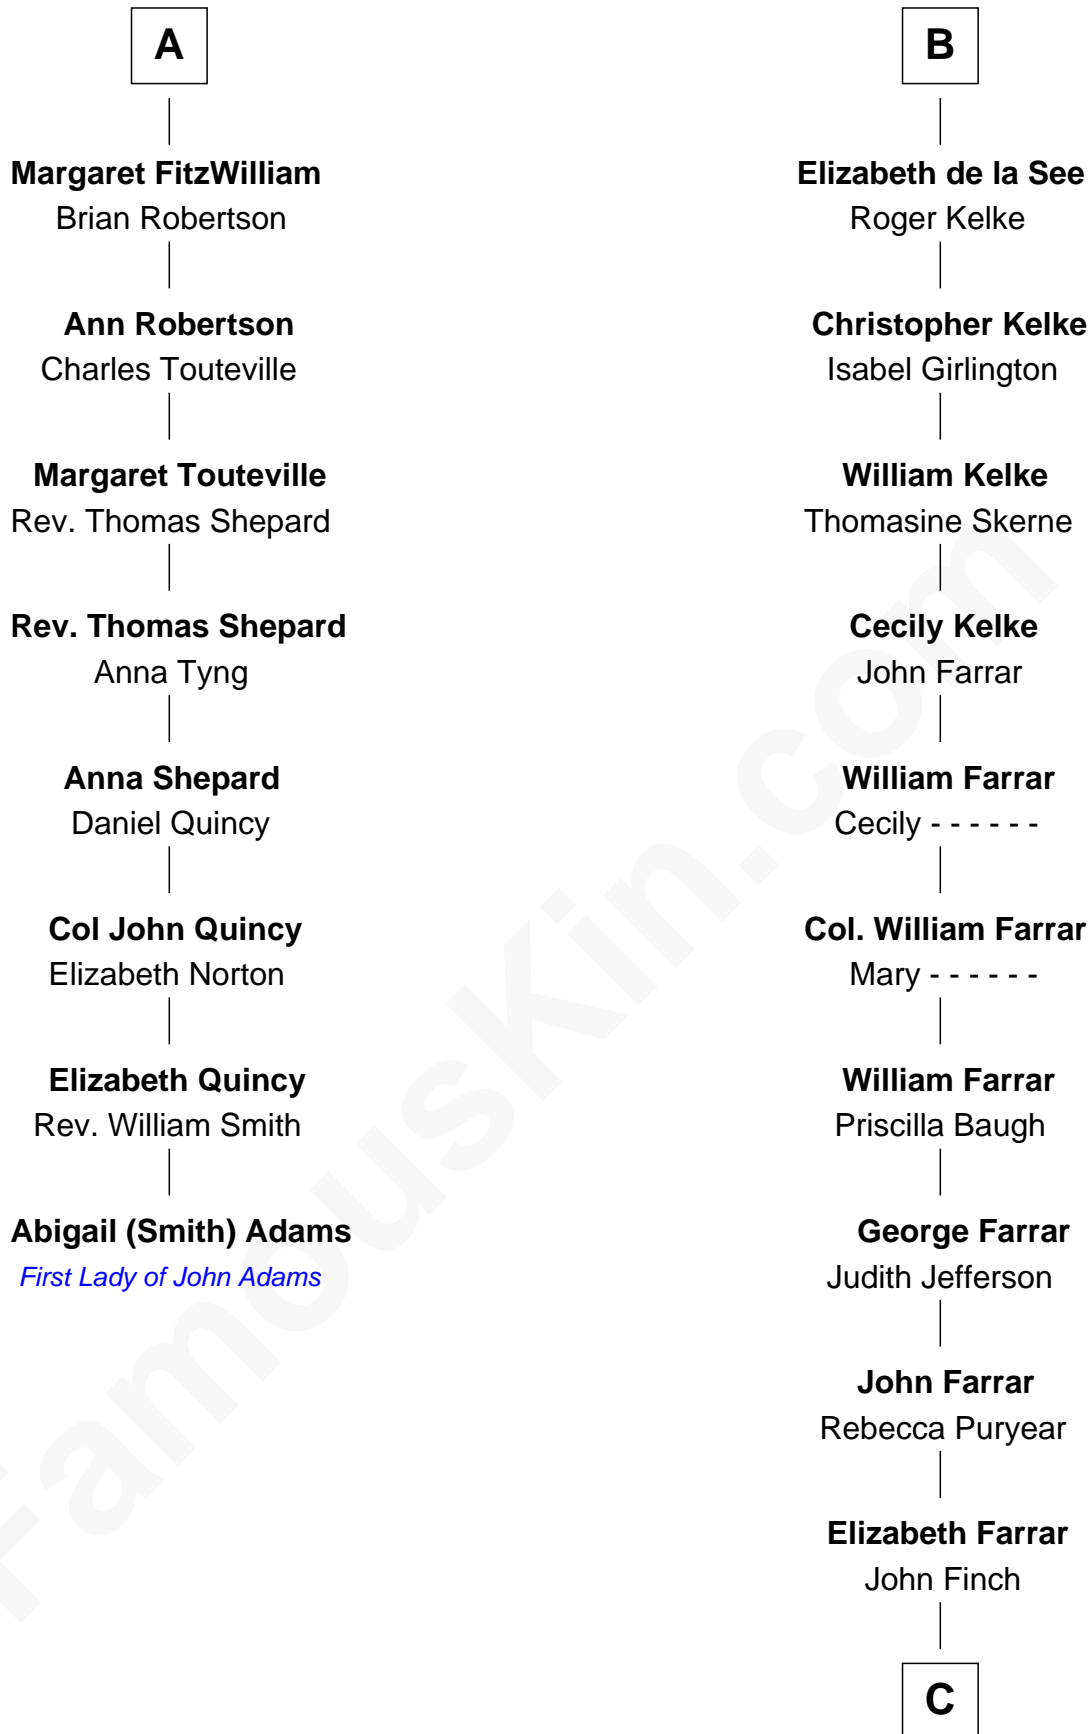 A
Margaret FitzWilliam
Brian Robertson
Ann Robertson
Charles Touteville
Margaret Touteville
Rev. Thomas Shepard
Rev. Thomas Shepard
Anna Tyng
Anna Shepard
Daniel Quincy
Col John Quincy
Elizabeth Norton
Elizabeth Quincy
Rev. William Smith
Abigail (Smith) Adams
First Lady of John Adams
B
Elizabeth de la See
Roger Kelke
Christopher Kelke
Isabel Girlington
William Kelke
Thomasine Skerne
Cecily Kelke
John Farrar
William Farrar
Cecily - - - - - -
Col. William Farrar
Mary - - - - - -
William Farrar
Priscilla Baugh
George Farrar
Judith Jefferson
John Farrar
Rebecca Puryear
Elizabeth Farrar
John Finch
C
FamousKin.com